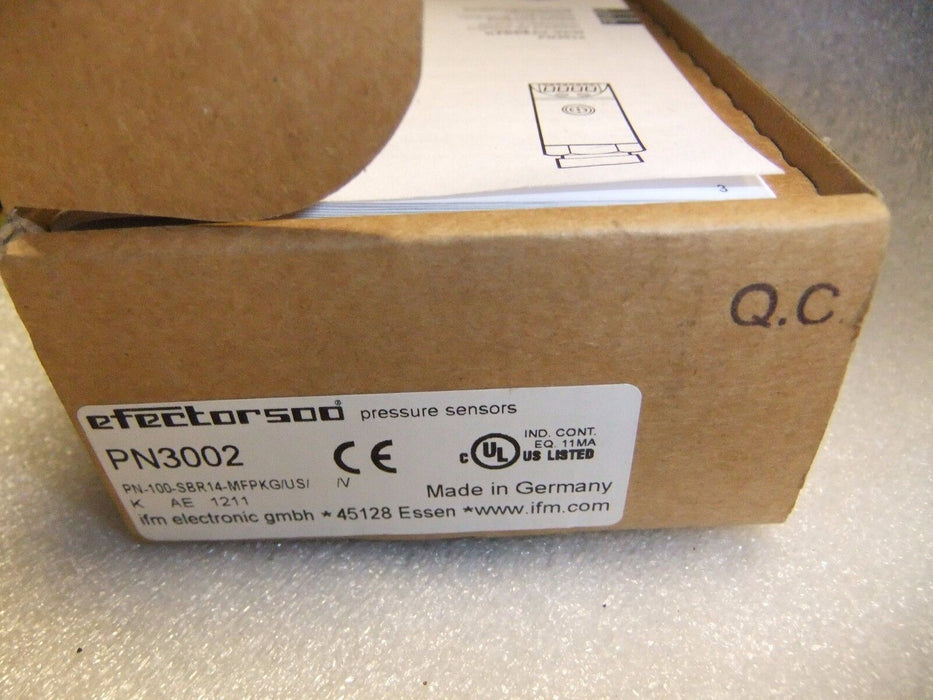 3
Q.C.
efector500® pressure sensors
PN3002
CE
PN-100-SBR14-MFPKG/US/ /V
K AE 1211
c UL US LISTED
IND. CONT.
EQ. 11MA
Made in Germany
ifm electronic gmbh * 45128 Essen * www.ifm.com